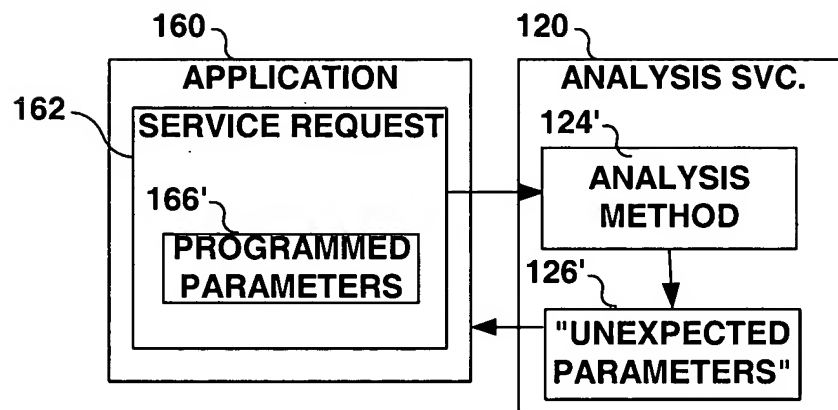 160
120
APPLICATION
ANALYSIS SVC.
162
SERVICE REQUEST
124'
ANALYSIS
METHOD
166'
PROGRAMMED
PARAMETERS
126'
"UNEXPECTED
PARAMETERS"